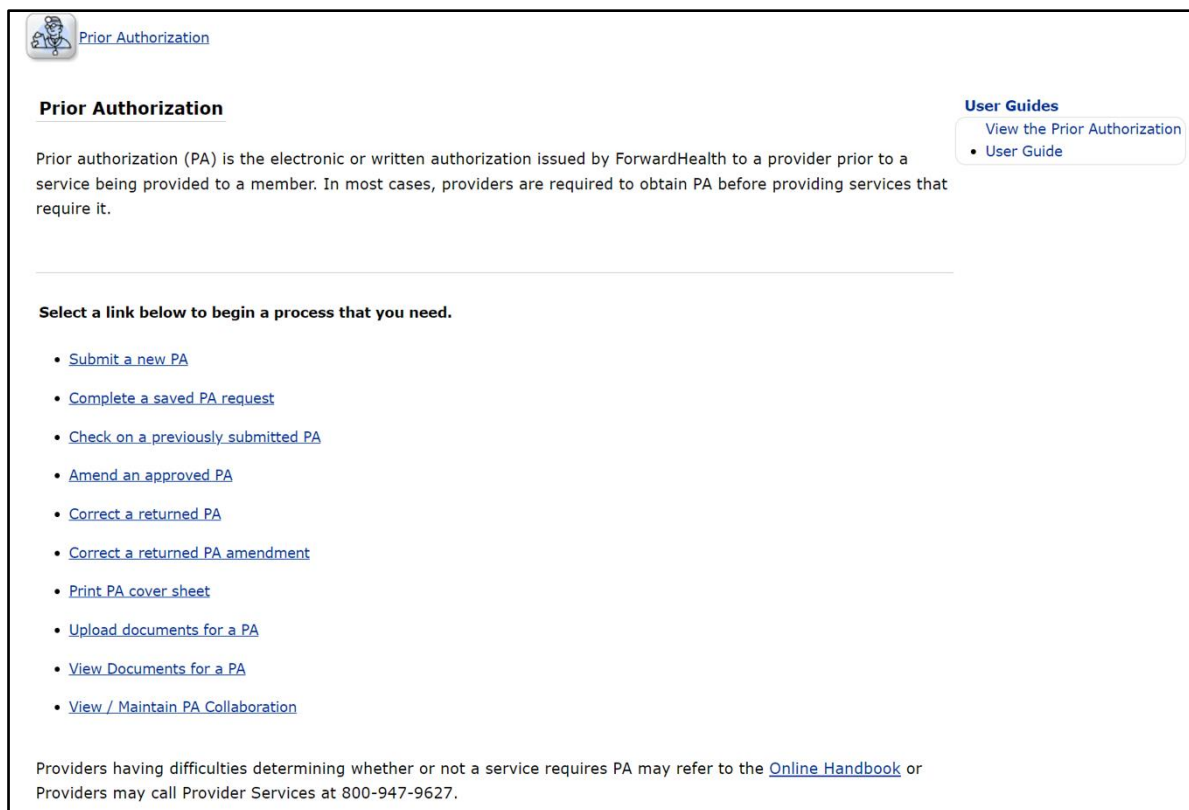 Prior Authorization
Prior Authorization
Prior authorization (PA) is the electronic or written authorization issued by ForwardHealth to a provider prior to a
service being provided to a member. In most cases, providers are required to obtain PA before providing services that
require it.
User Guides
View the Prior Authorization
• User Guide
Select a link below to begin a process that you need.
• Submit a new PA
• Complete a saved PA request
• Check on a previously submitted PA
• Amend an approved PA
• Correct a returned PA
• Correct a returned PA amendment
• Print PA cover sheet
• Upload documents for a PA
• View Documents for a PA
• View / Maintain PA Collaboration
Providers having difficulties determining whether or not a service requires PA may refer to the Online Handbook or
Providers may call Provider Services at 800-947-9627.